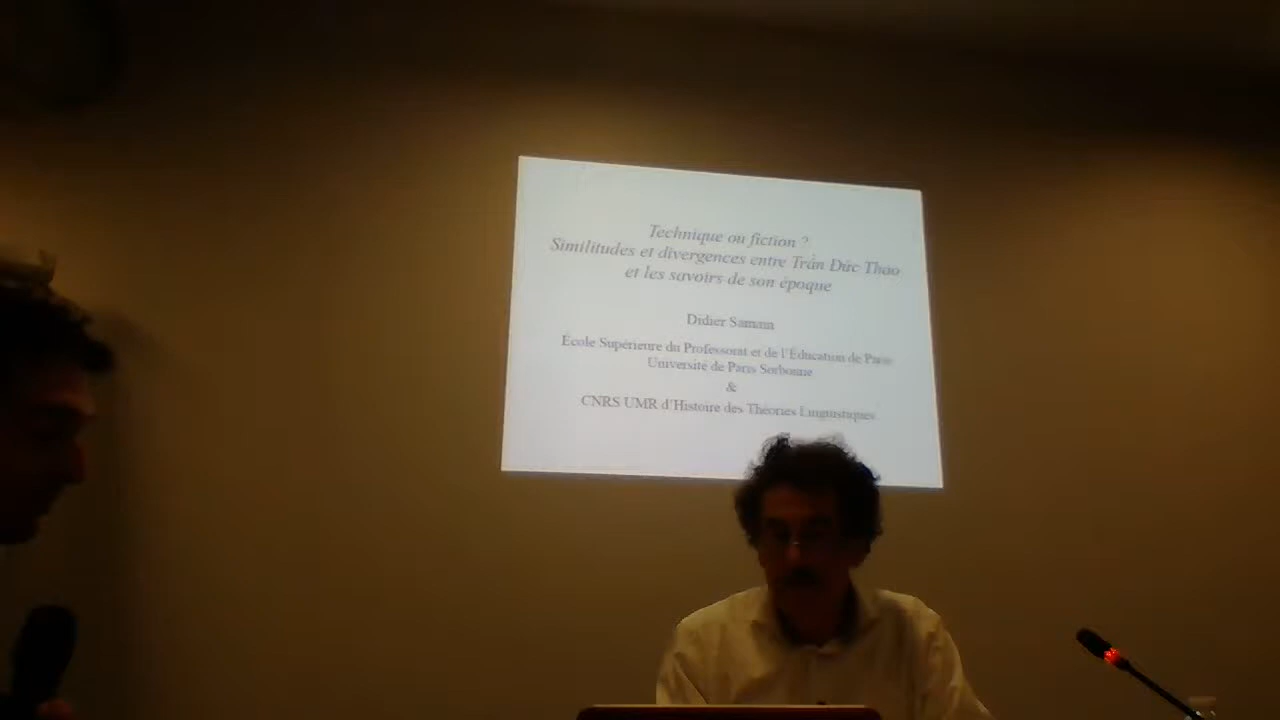 Technique ou fiction ?
Similitudes et divergences entre Trần Đức Thảo
et les savoirs de son époque
Didier Samain
École Supérieure du Professorat et de l'Éducation de Paris
Université de Paris Sorbonne
&
CNRS UMR d'Histoire des Théories Linguistiques